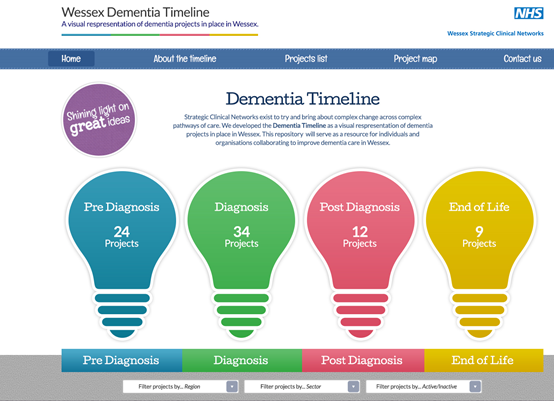 Wessex Dementia Timeline
A visual respresentation of dementia projects in place in Wessex.
NHS
Wessex Strategic Clinical Networks
Home
About the timeline
Projects list
Project map
Contact us
Shining light on
great ideas
Dementia Timeline
Strategic Clinical Networks exist to try and bring about complex change across complex
pathways of care. We developed the Dementia Timeline as a visual representation of dementia
projects in place in Wessex. This repository will serve as a resource for individuals and
organisations collaborating to improve dementia care in Wessex.
Pre Diagnosis
24
Projects
Diagnosis
34
Projects
Post Diagnosis
12
Projects
End of Life
9
Projects
Pre Diagnosis
Diagnosis
Post Diagnosis
End of Life
Filter projects by... Region
Filter projects by... Sector
Filter projects by... Active/Inactive